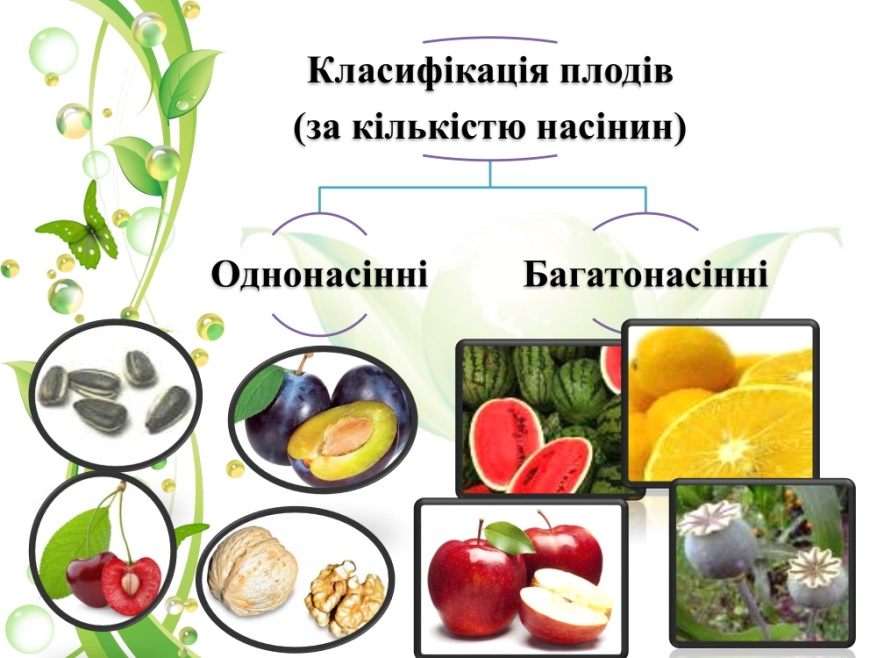 Класифікація плодів
(за кількістю насінин)
Однонасінні
Багатонасінні